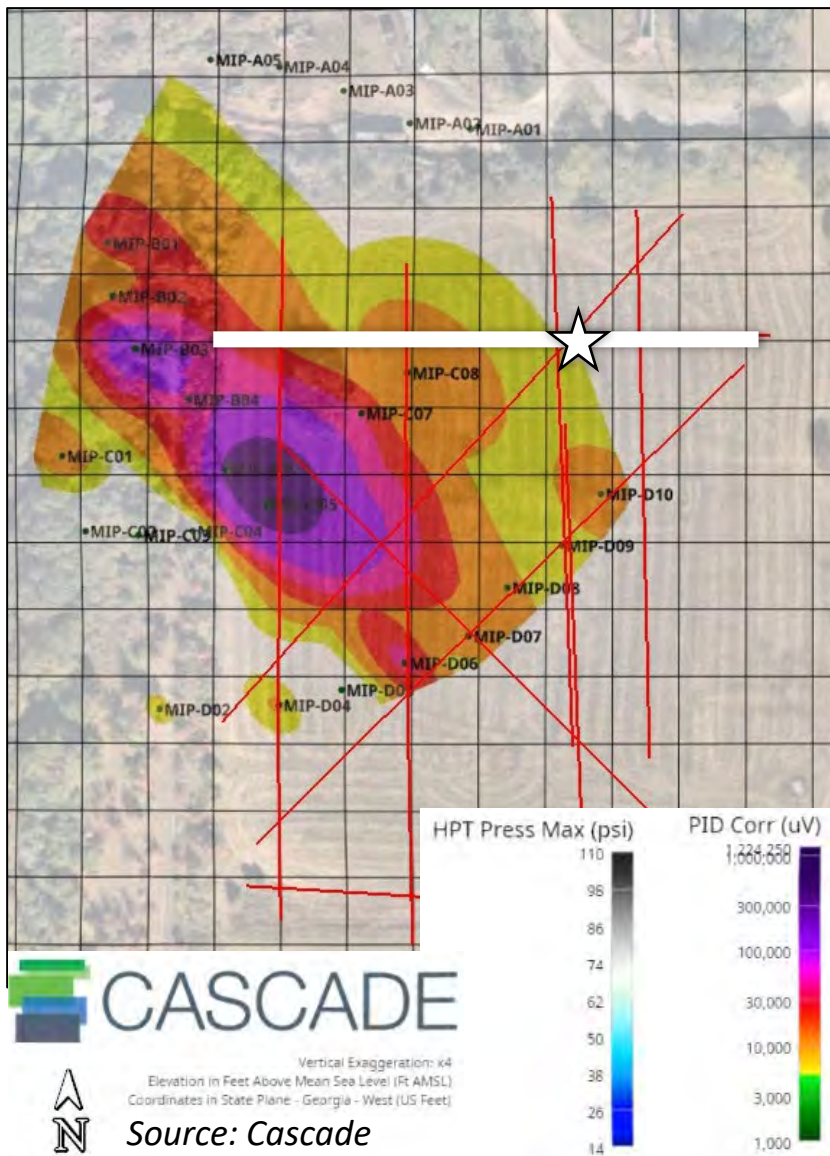 MIP-A05
MIP-A04
MIP-A03
MIP-A02
MIP-A01
MIP-B01
MIP-B02
MIP-B03
MIP-C08
MIP-B04
MIP-C07
MIP-C01
MIP-D10
MIP-C02
MIP-C03
MIP-C04
MIP-D09
MIP-D08
MIP-D07
MIP-D06
MIP-D02
MIP-D04
HPT Press Max (psi)
110
98
86
74
62
50
38
26
14
PID Corr (uV)
1,224,250
1,000,000
300,000
100,000
30,000
10,000
3,000
1,000
CASCADE
Vertical Exaggeration: x4
Elevation in Feet Above Mean Sea Level (Ft AMSL)
Coordinates in State Plane - Georgia - West (US Feet)
N
Source: Cascade